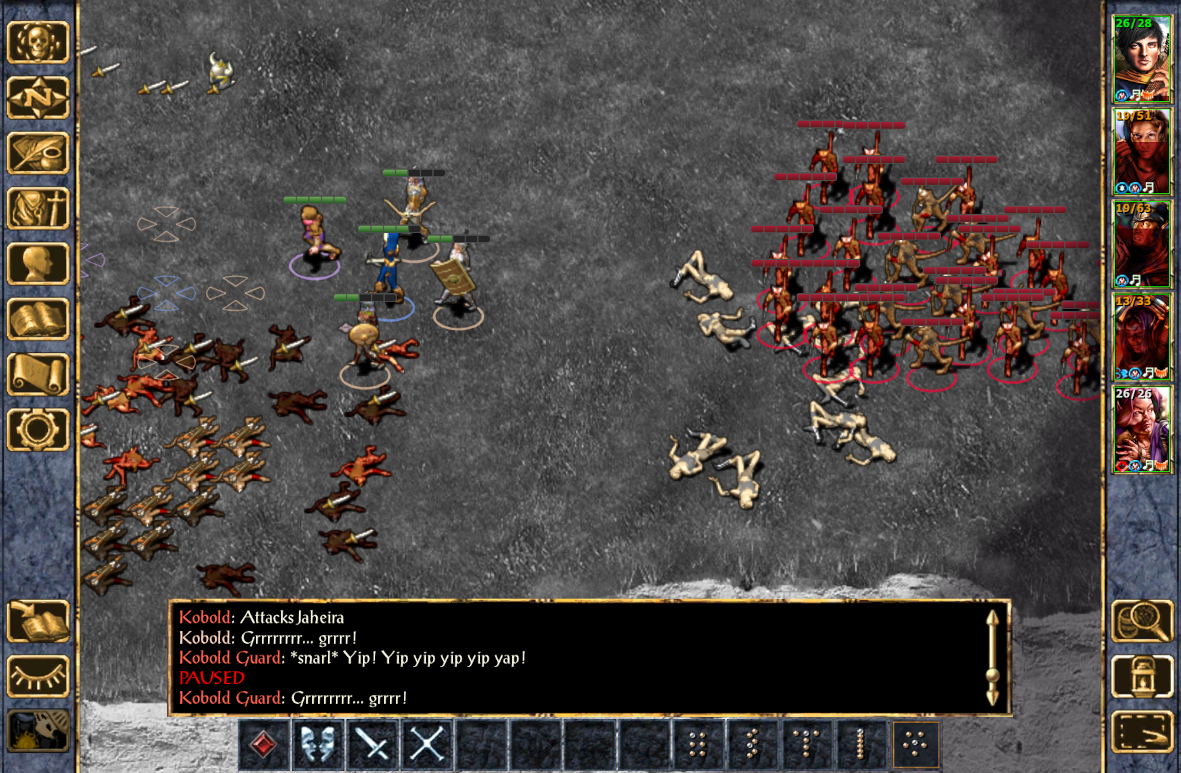 26/28
19/51
19/63
13/33
26/26
Kobold: Attacks Jaheira
Kobold: Grrrrrrrr... grrrr!
Kobold Guard: *snarl* Yip! Yip yip yip yip yap!
PAUSED
Kobold Guard: Grrrrrrrr... grrr!